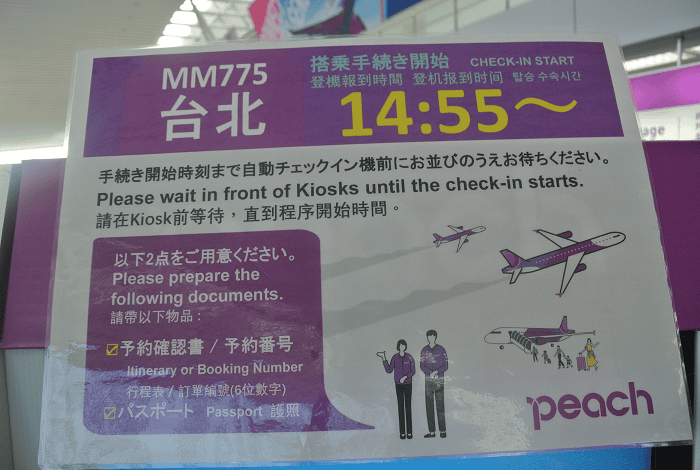 MM775
台北
搭乗手続き開始 CHECK-IN START
登機報到時間 登机报到时间 탑승 수속시간
14:55～
手続き開始時刻まで自動チェックイン機前にお並びのうえお待ちください。
Please wait in front of Kiosks until the check-in starts.
請在Kiosk前等待，直到程序開始時間。
以下2点をご用意ください。
Please prepare the
following documents.
請帶以下物品：
予約確認書 / 予約番号
Itinerary or Booking Number
行程表 / 訂單編號(6位數字)
パスポート Passport 護照
peach